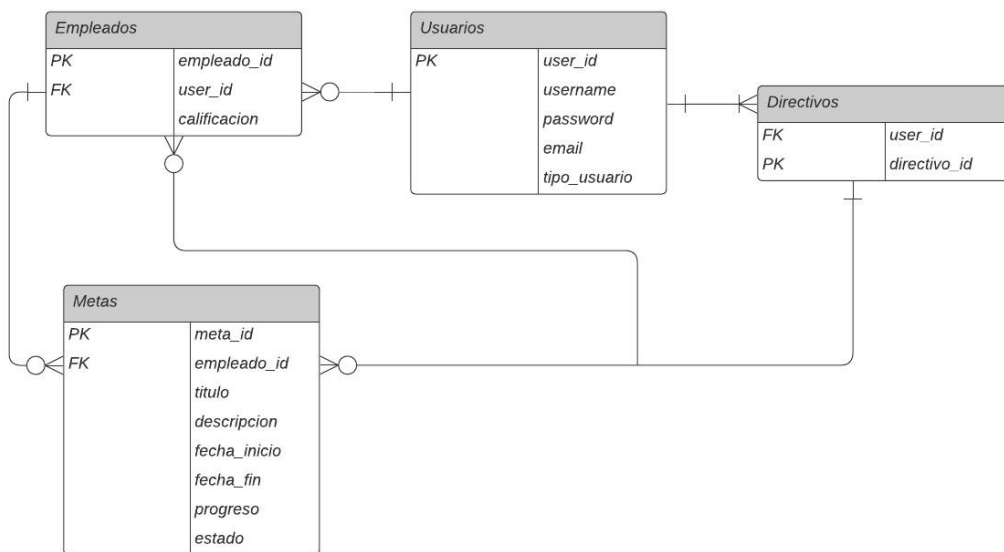 Empleados
PK empleado_id
FK user_id
calificacion
Usuarios
PK user_id
username
password
email
tipo_usuario
Directivos
FK user_id
PK directivo_id
Metas
PK meta_id
FK empleado_id
titulo
descripcion
fecha_inicio
fecha_fin
progreso
estado